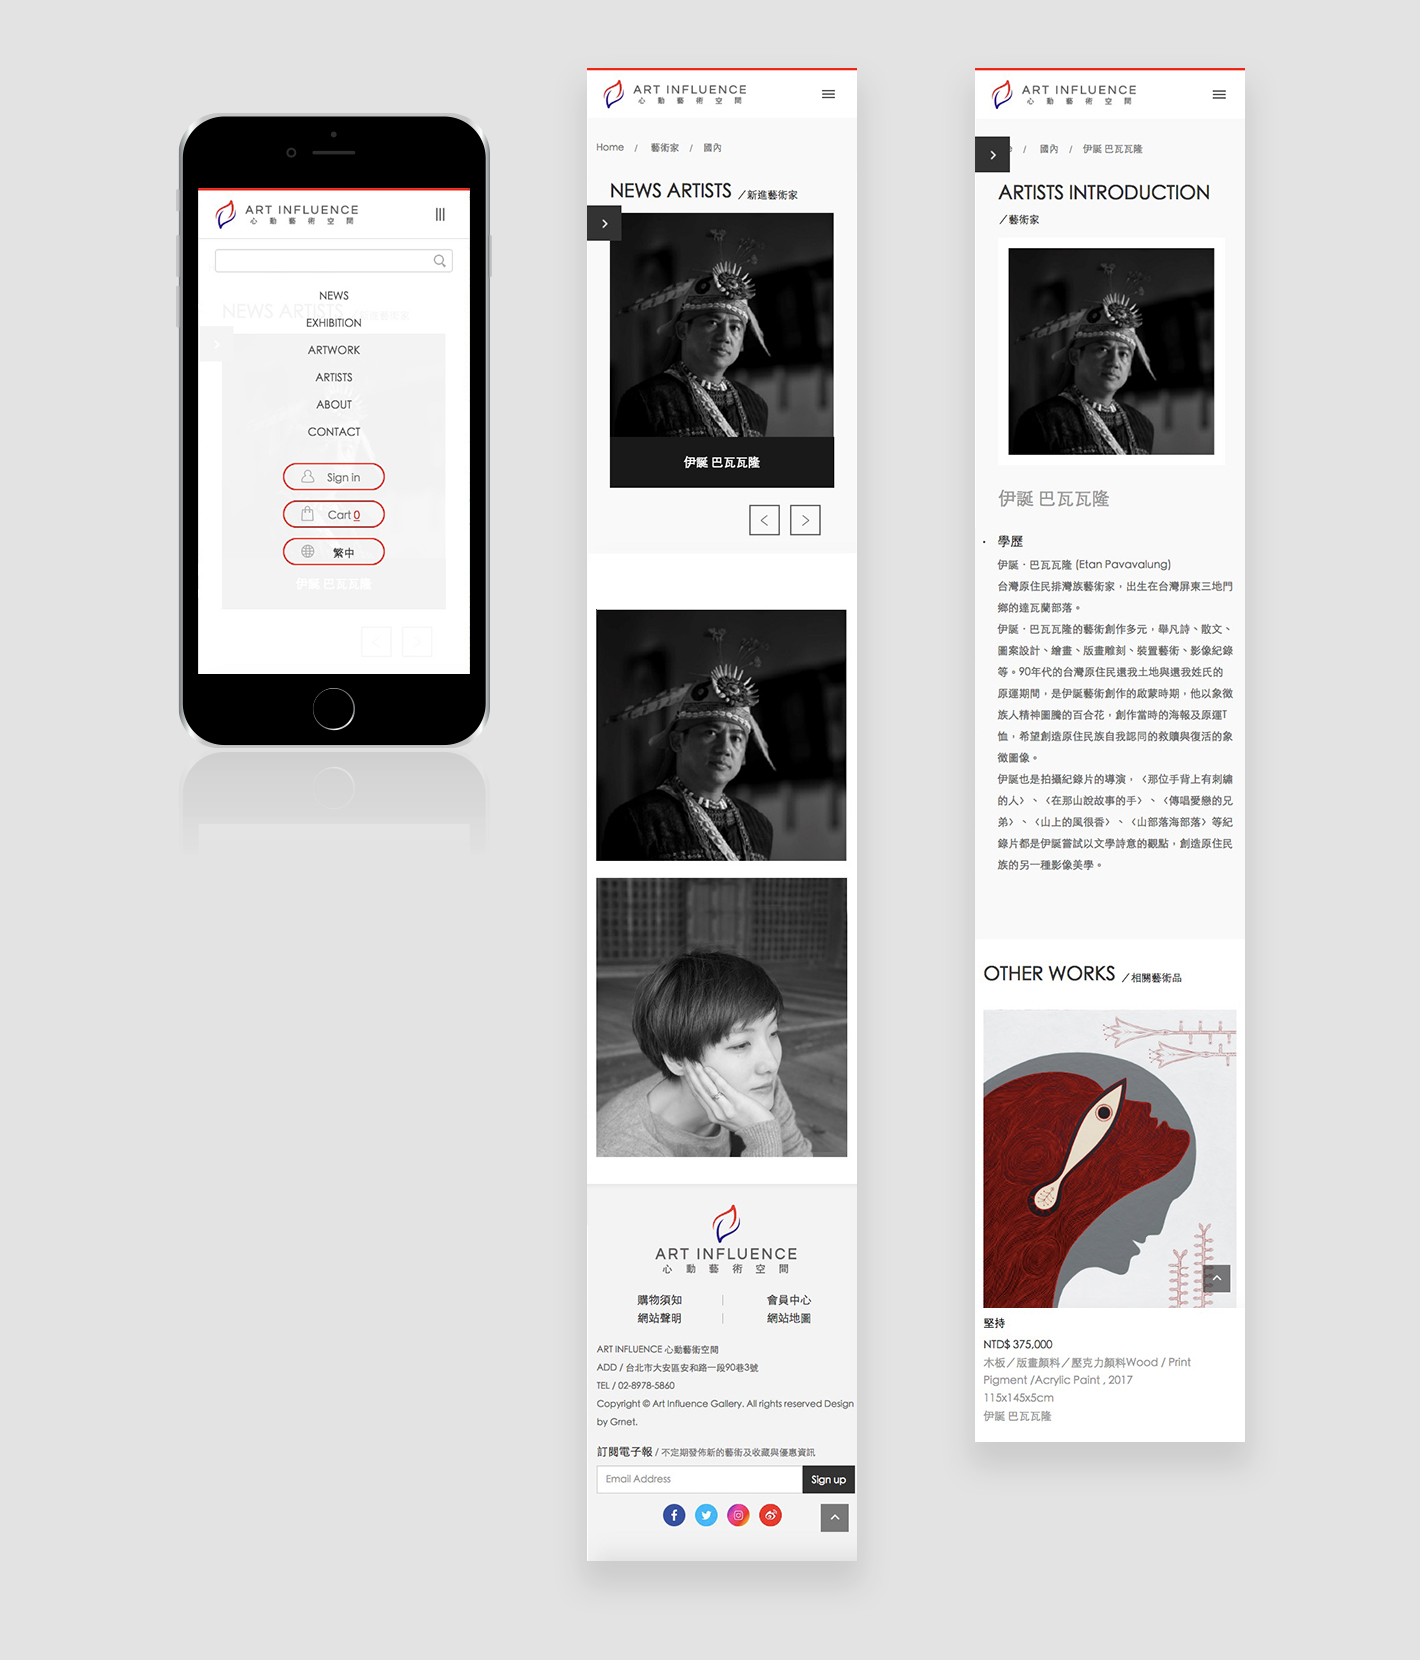 ART INFLUENCE
心動藝術空間
NEWS
NEWS ARTISTS ／新進藝術家
EXHIBITION
ARTWORK
ARTISTS
ABOUT
CONTACT
Sign in
Cart 0
繁中
伊誕 巴瓦瓦隆
ART INFLUENCE
心動藝術空間
Home / 藝術家 / 國內
NEWS ARTISTS ／新進藝術家
伊誕 巴瓦瓦隆
ART INFLUENCE
心動藝術空間
購物須知 | 會員中心
網站聲明 | 網站地圖
ART INFLUENCE 心動藝術空間
ADD / 台北市大安區安和路一段90巷3號
TEL / 02-8978-5860
Copyright © Art Influence Gallery. All rights reserved Design
by Grnet.
訂閱電子報 / 不定期發佈新的藝術及收藏與優惠資訊
Email Address
Sign up
ART INFLUENCE
心動藝術空間
e / 國內 / 伊誕 巴瓦瓦隆
ARTISTS INTRODUCTION
／藝術家
伊誕 巴瓦瓦隆
· 學歷
伊誕．巴瓦瓦隆 (Etan Pavavalung)
台灣原住民排灣族藝術家，出生在台灣屏東三地門
鄉的達瓦蘭部落。
伊誕．巴瓦瓦隆的藝術創作多元，舉凡詩、散文、
圖案設計、繪畫、版畫雕刻、裝置藝術、影像紀錄
等。90年代的台灣原住民還我土地與還我姓氏的
原運期間，是伊誕藝術創作的啟蒙時期，他以象徵
族人精神圖騰的百合花，創作當時的海報及原運T
恤，希望創造原住民族自我認同的救贖與復活的象
徵圖像。
伊誕也是拍攝紀錄片的導演，〈那位手背上有刺繡
的人〉、〈在那山說故事的手〉、〈傳唱愛戀的兄
弟〉、〈山上的風很香〉、〈山部落海部落〉等紀
錄片都是伊誕嘗試以文學詩意的觀點，創造原住民
族的另一種影像美學。
OTHER WORKS ／相關藝術品
堅持
NTD$ 375,000
木板／版畫顏料／壓克力顏料Wood / Print
Pigment /Acrylic Paint , 2017
115x145x5cm
伊誕 巴瓦瓦隆